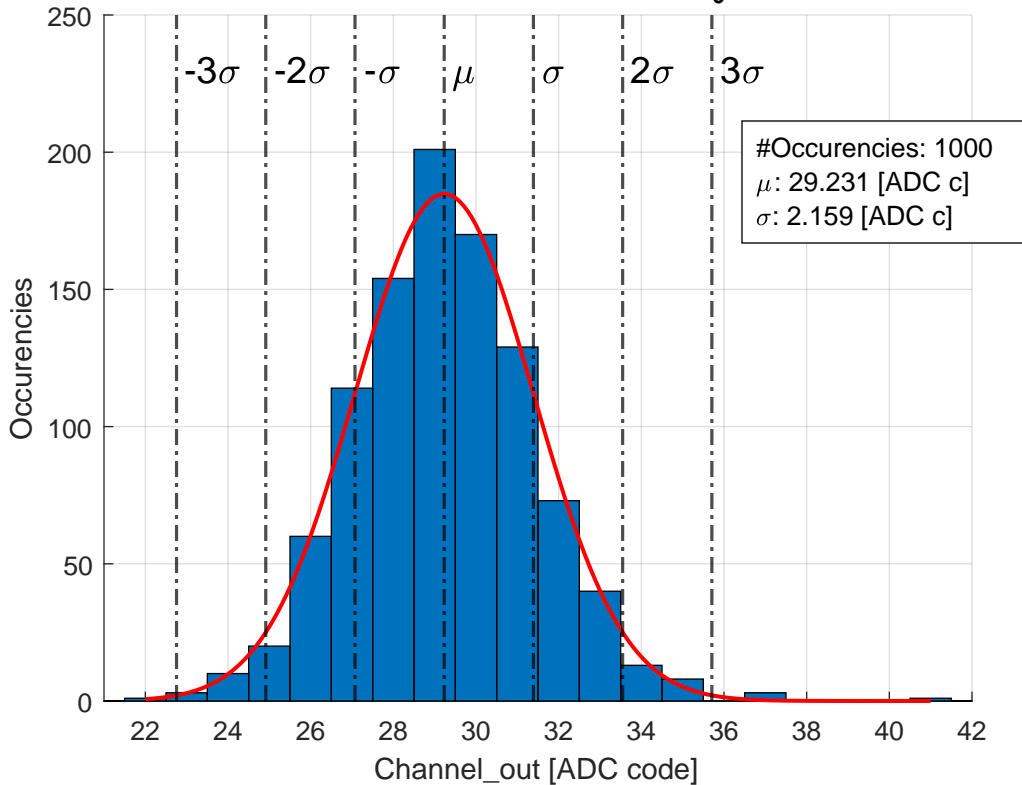 250
200
150
100
50
0
-3σ -2σ -σ μ σ 2σ 3σ
#Occurencies: 1000
μ: 29.231 [ADC c]
σ: 2.159 [ADC c]
Occurencies
22 24 26 28 30 32 34 36 38 40 42
Channel_out [ADC code]